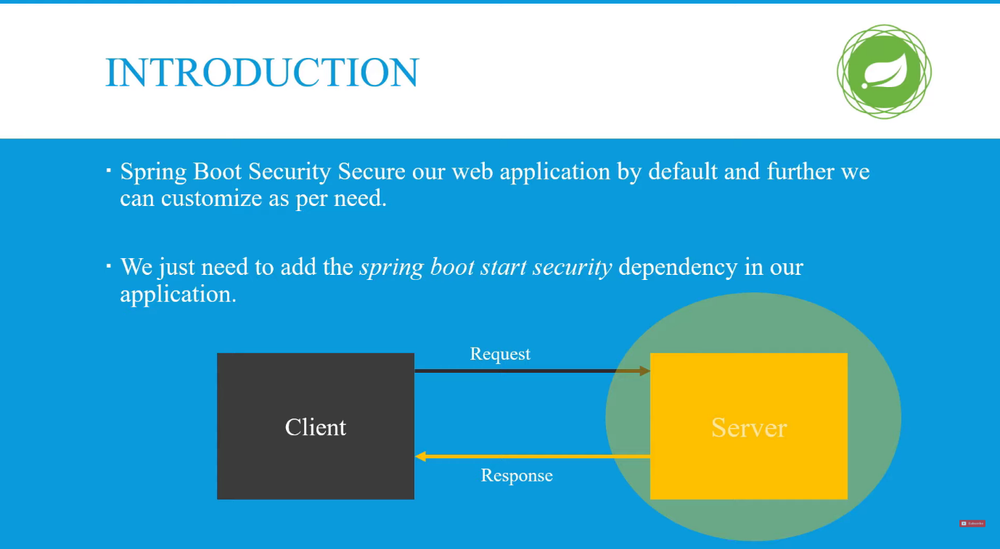 INTRODUCTION
▪ Spring Boot Security Secure our web application by default and further we
can customize as per need.
▪ We just need to add the spring boot start security dependency in our
application.
Request
Client
Server
Response
Subscribe